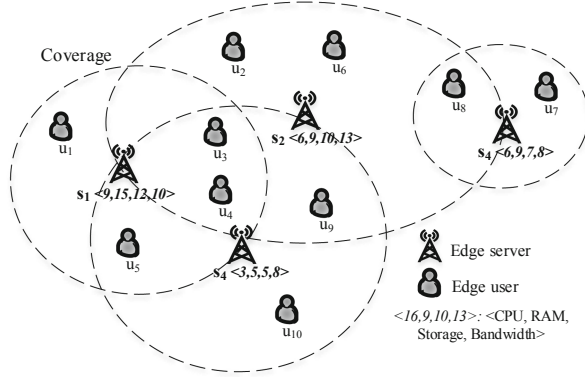 Coverage
u2
u6
u8
u7
u1
u3
s2 <6,9,10,13>
s4 <6,9,7,8>
s1 <9,15,12,10>
u4
u9
u5
s4 <3,5,5,8>
u10
Edge server
Edge user
<16,9,10,13>: <CPU, RAM,
Storage, Bandwidth>